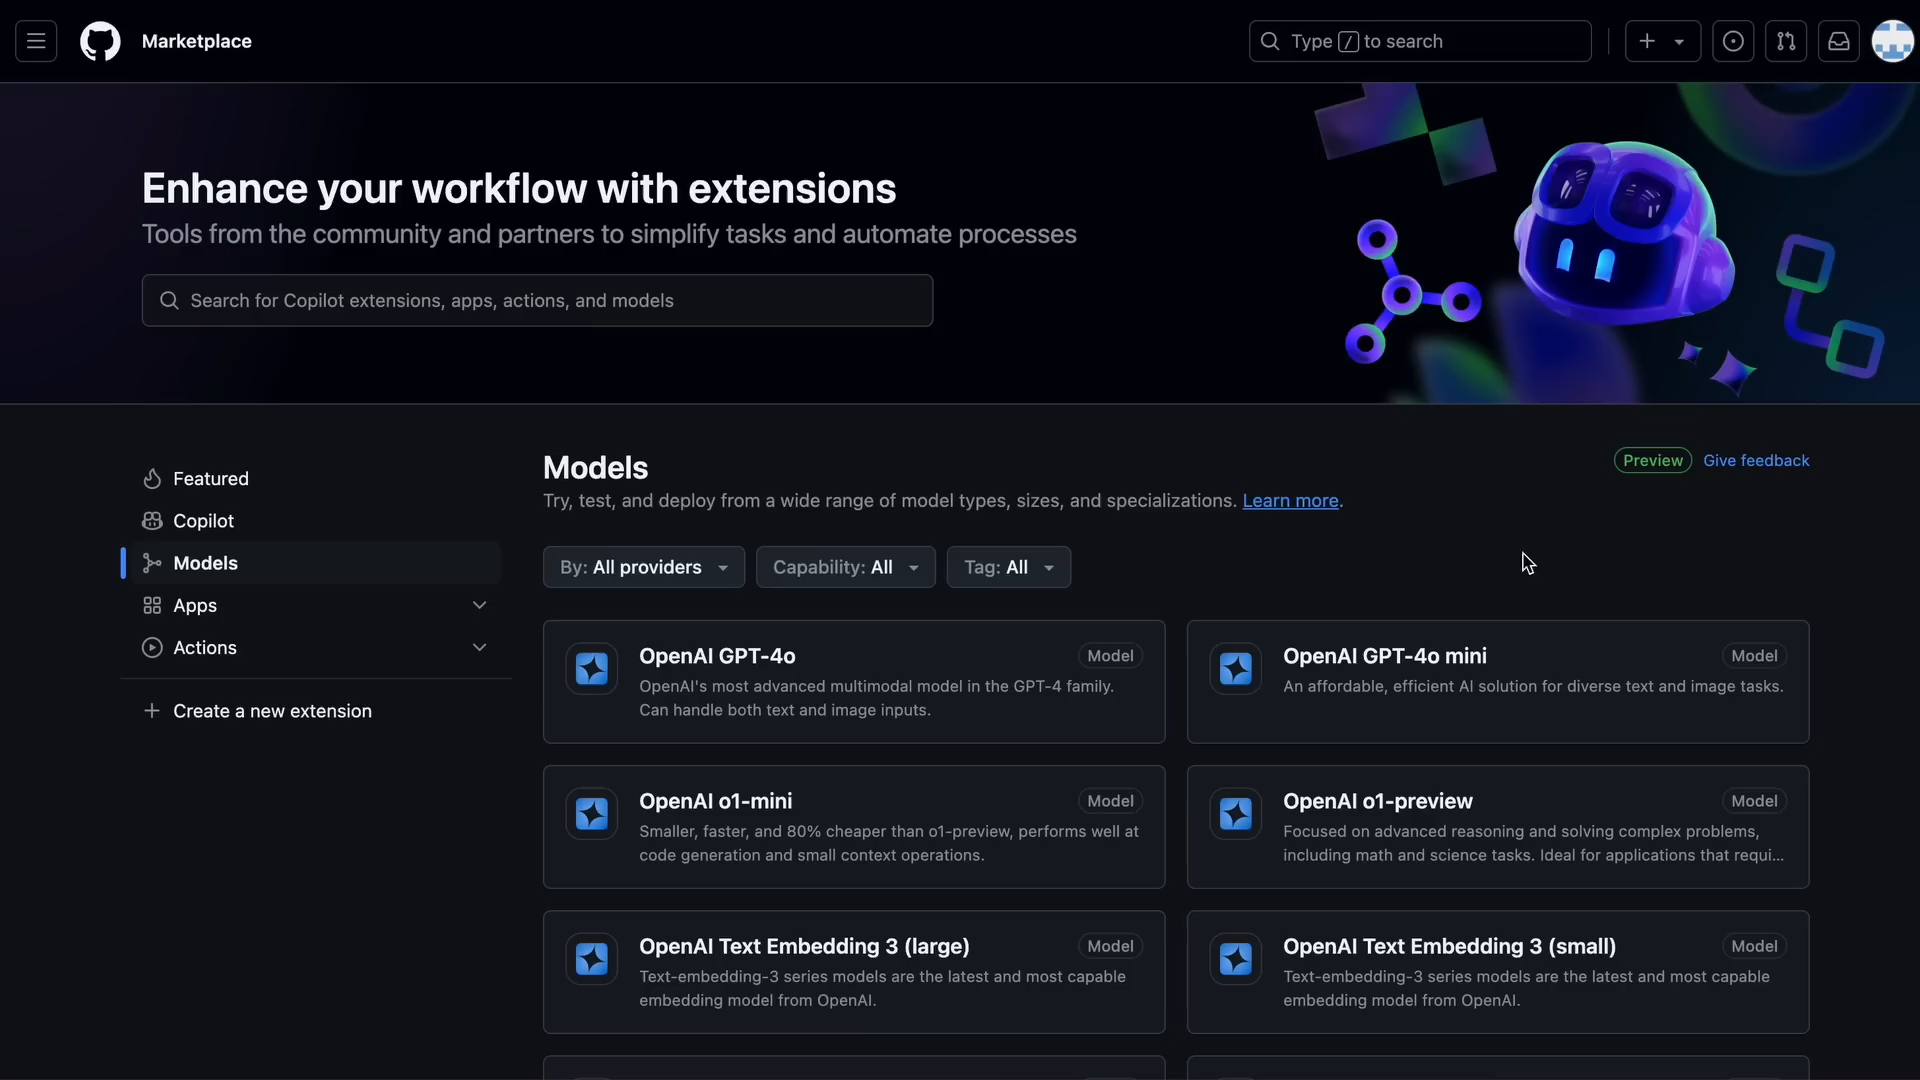 Marketplace
Type / to search
Enhance your workflow with extensions
Tools from the community and partners to simplify tasks and automate processes
Search for Copilot extensions, apps, actions, and models
Featured
Copilot
Models
Apps
Actions
Create a new extension
Models
Preview
Give feedback
Try, test, and deploy from a wide range of model types, sizes, and specializations. Learn more.
By: All providers
Capability: All
Tag: All
OpenAI GPT-4o
Model
OpenAI's most advanced multimodal model in the GPT-4 family.
Can handle both text and image inputs.
OpenAI GPT-4o mini
Model
An affordable, efficient AI solution for diverse text and image tasks.
OpenAI o1-mini
Model
Smaller, faster, and 80% cheaper than o1-preview, performs well at
code generation and small context operations.
OpenAI o1-preview
Model
Focused on advanced reasoning and solving complex problems,
including math and science tasks. Ideal for applications that requi...
OpenAI Text Embedding 3 (large)
Model
Text-embedding-3 series models are the latest and most capable
embedding model from OpenAI.
OpenAI Text Embedding 3 (small)
Model
Text-embedding-3 series models are the latest and most capable
embedding model from OpenAI.